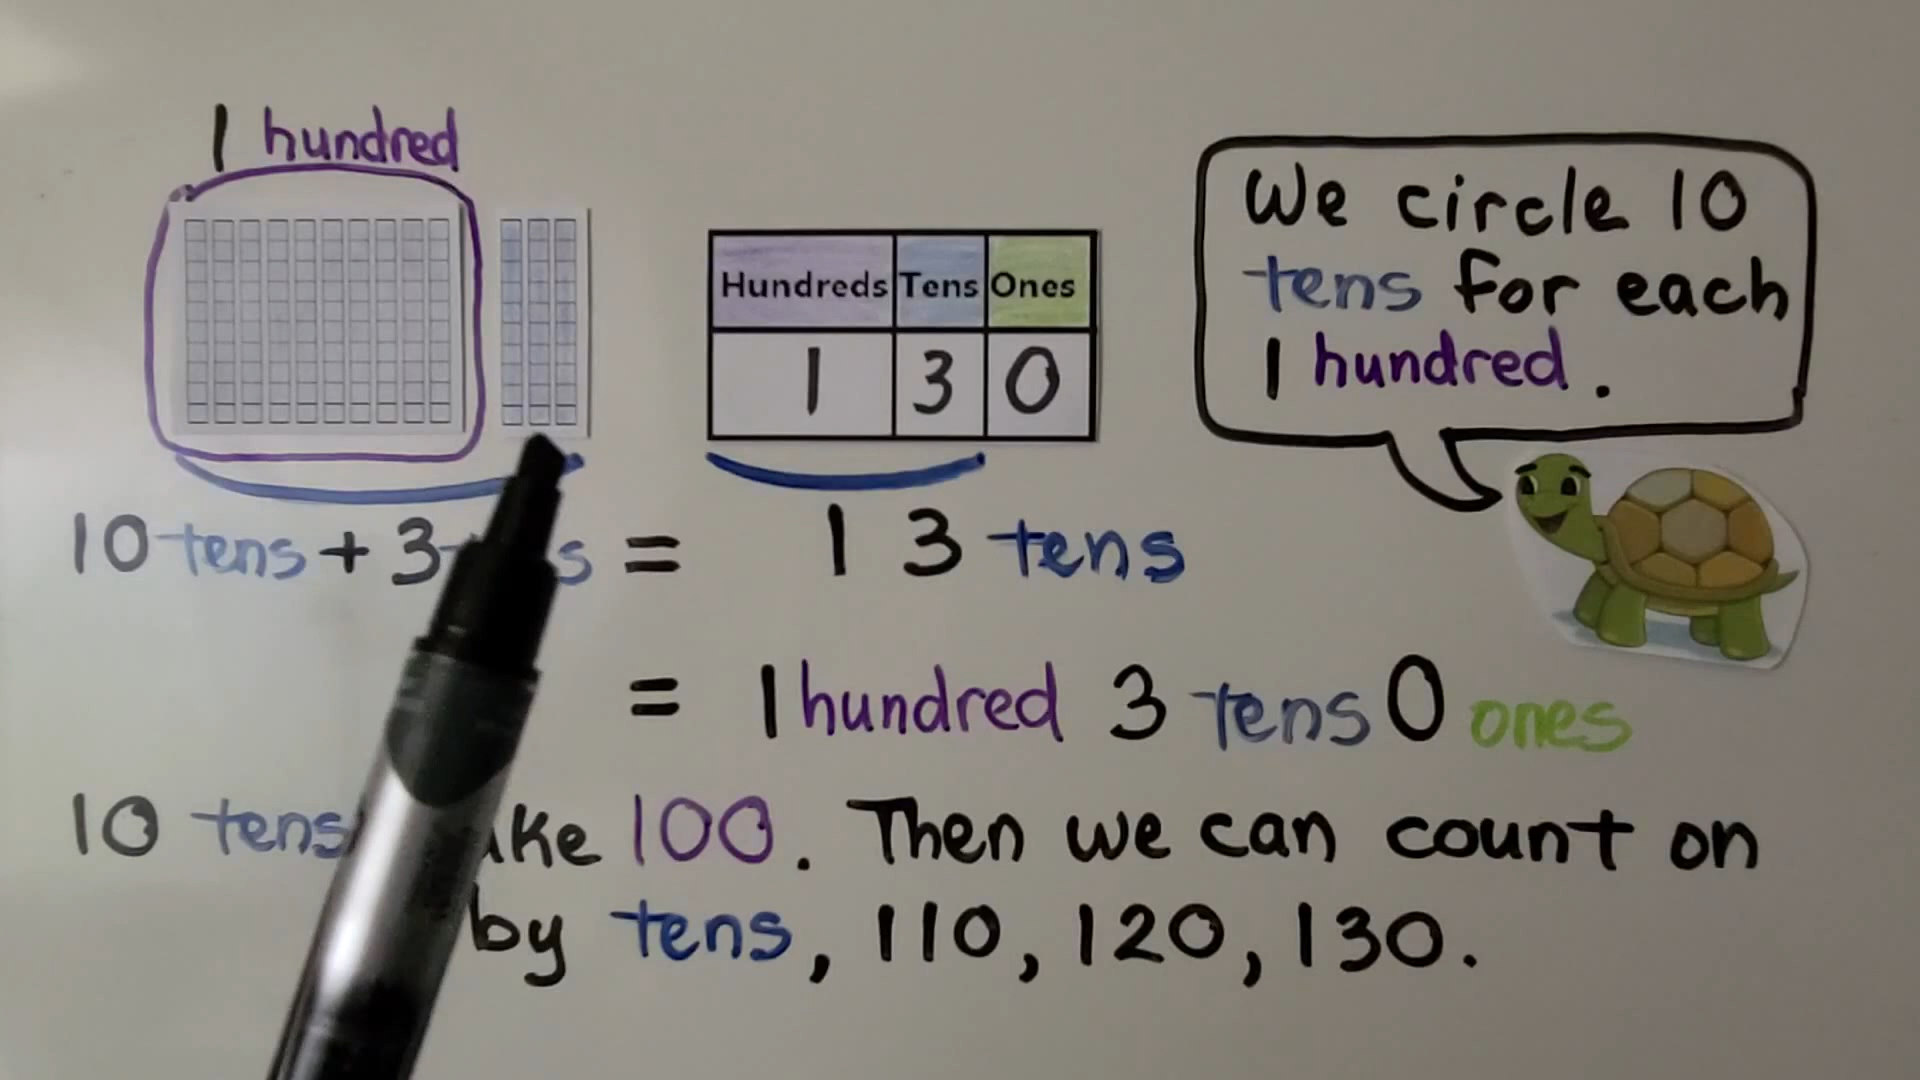 1 hundred
We circle 10
tens for each
1 hundred.
Hundreds Tens Ones
1 3 0
10 tens + 3 = 13 tens
= 1 hundred 3 tens 0 ones
10 tens 100. Then we can count on
by tens, 110, 120, 130.